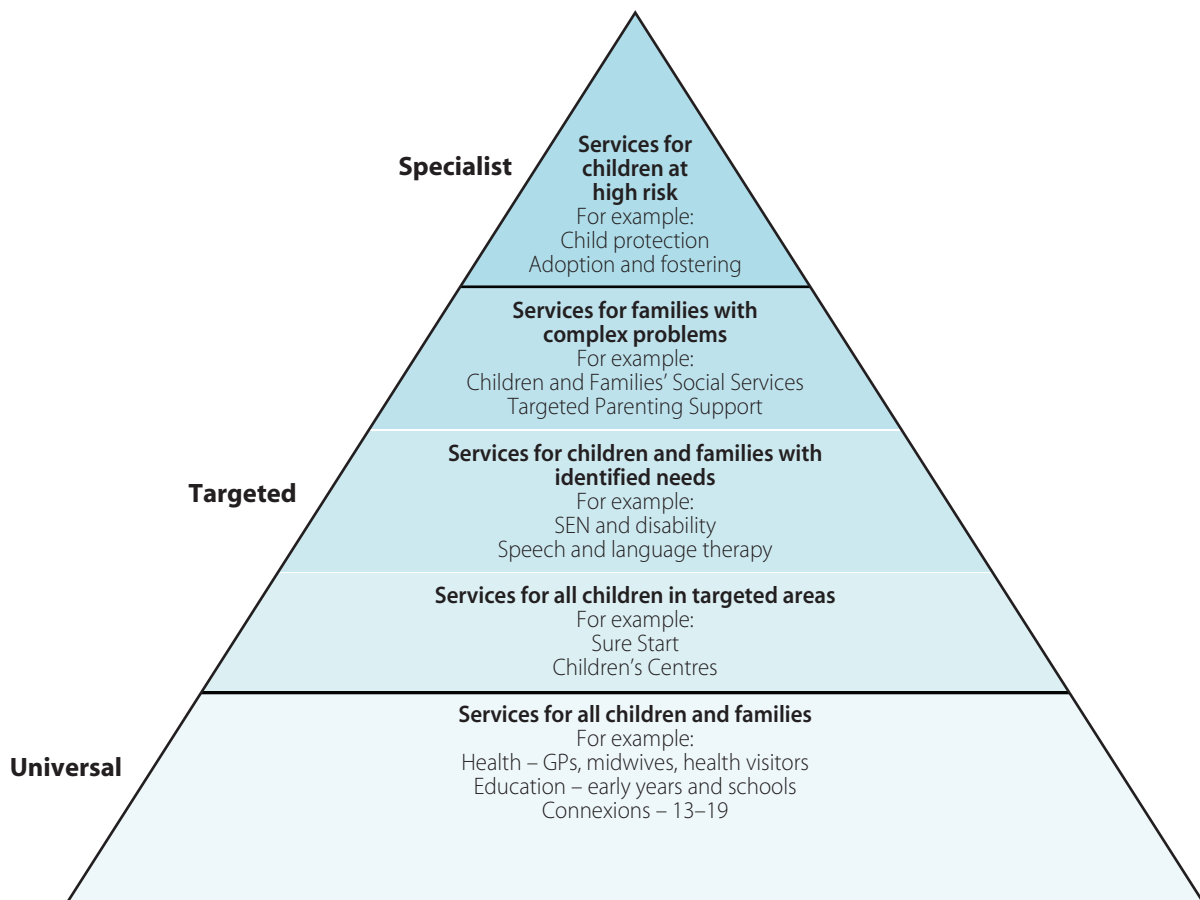 Specialist
Services for
children at
high risk
For example:
Child protection
Adoption and fostering
Services for families with
complex problems
For example:
Children and Families’ Social Services
Targeted Parenting Support
Targeted
Services for children and families with
identified needs
For example:
SEN and disability
Speech and language therapy
Services for all children in targeted areas
For example:
Sure Start
Children’s Centres
Universal
Services for all children and families
For example:
Health – GPs, midwives, health visitors
Education – early years and schools
Connexions – 13–19